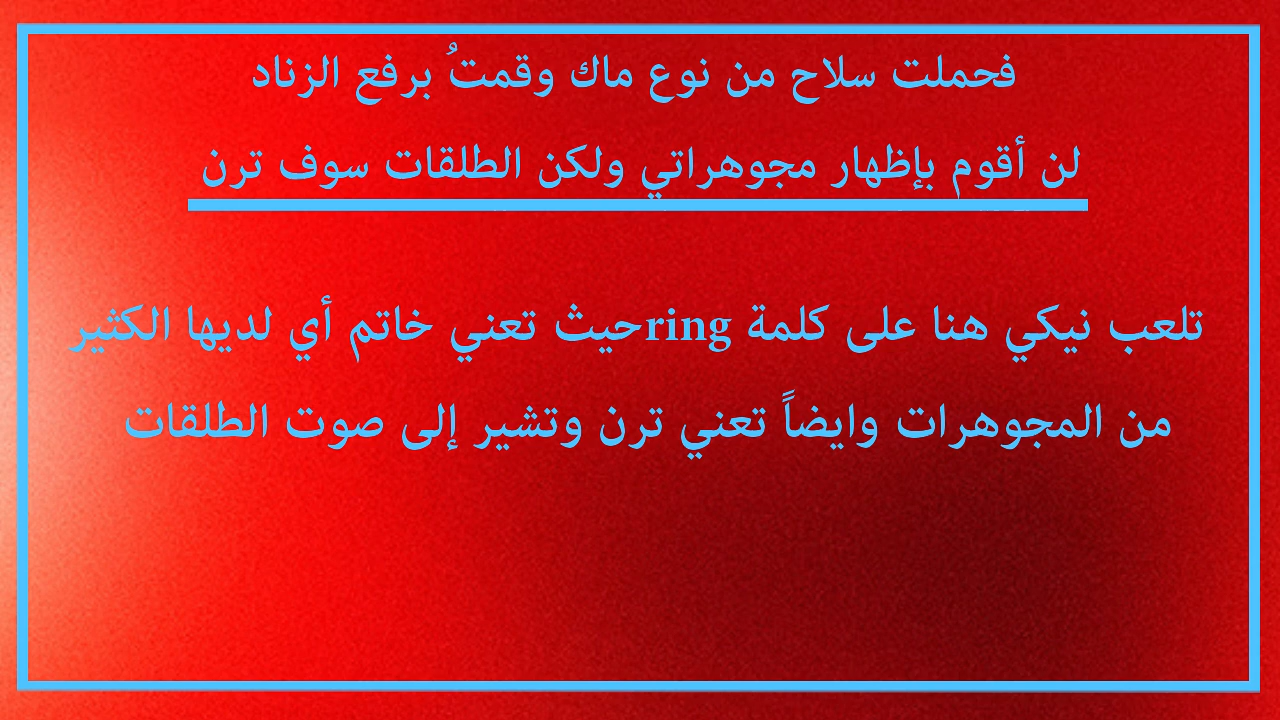 فحملت سلاح من نوع ماك وقمتُ برفع الزناد
لن أقوم بإظهار مجوهراتي ولكن الطلقات سوف ترن
تلعب نيكي هنا على كلمة ringحيث تعني خاتم أي لديها الكثير
من المجوهرات وايضاً تعني ترن وتشير إلى صوت الطلقات